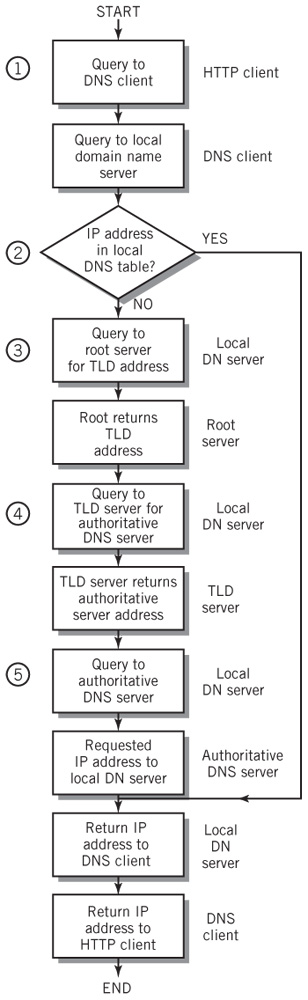 START
1
Query to
DNS client
HTTP client
Query to local
domain name
server
DNS client
2
IP address
in local
DNS table?
YES
NO
3
Query to
root server
for TLD address
Local
DN server
Root returns
TLD
address
Root
server
4
Query to
TLD server for
authoritative
DNS server
Local
DN server
TLD server returns
authoritative
server address
TLD
server
5
Query to
authoritative
DNS server
Local
DN server
Requested
IP address to
local DN server
Authoritative
DNS server
Return IP
address to
DNS client
Local
DN
server
Return IP
address to
HTTP client
DNS
client
END